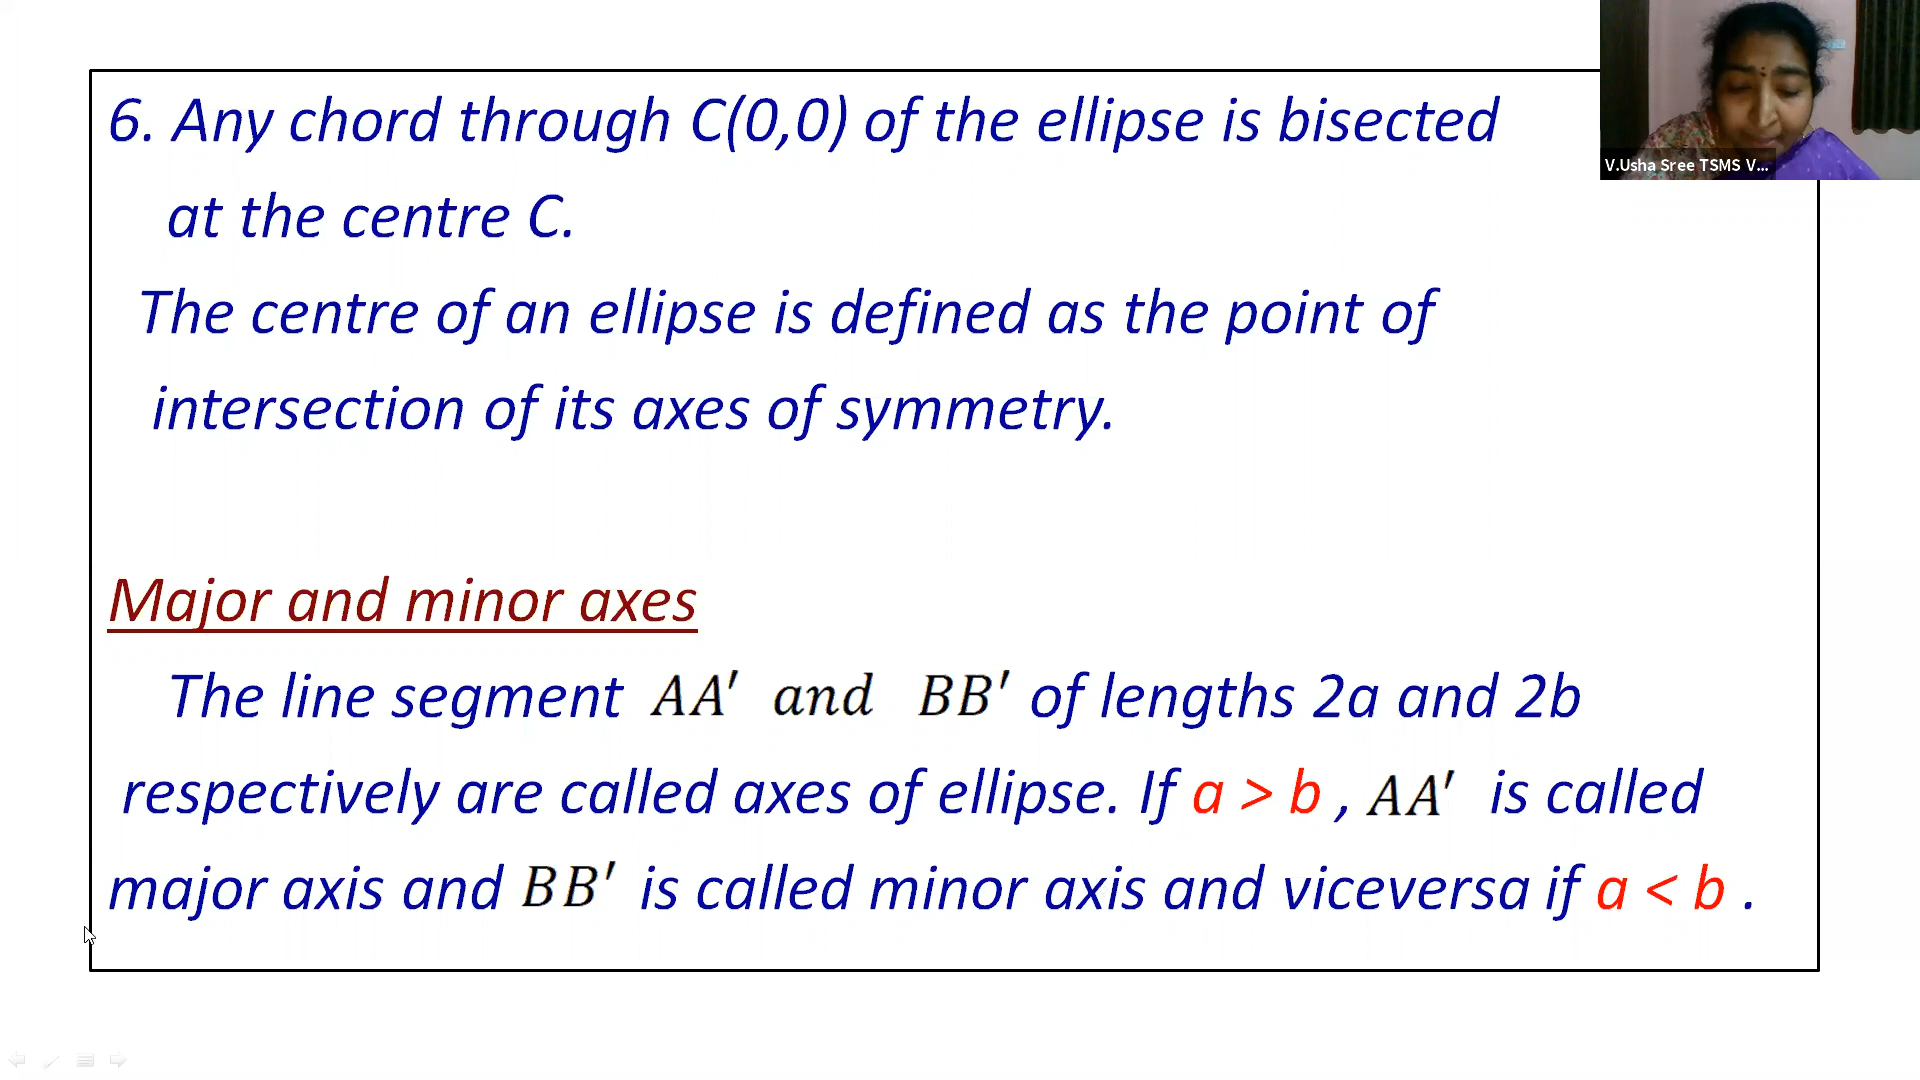 6. Any chord through C(0,0) of the ellipse is bisected
at the centre C.
The centre of an ellipse is defined as the point of
intersection of its axes of symmetry.
Major and minor axes
The line segment AA′ and BB′ of lengths 2a and 2b
respectively are called axes of ellipse. If a > b , AA′ is called
major axis and BB′ is called minor axis and viceversa if a < b .
V.Usha Sree TSMS V...